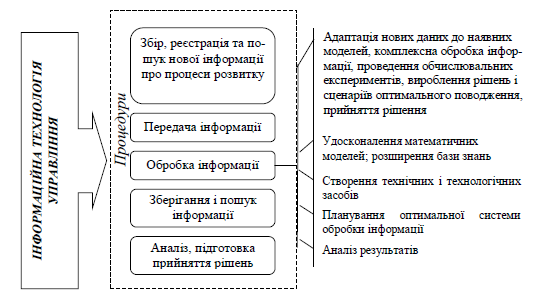 ІНФОРМАЦІЙНА ТЕХНОЛОГІЯ
УПРАВЛІННЯ
Процедури
Збір, реєстрація та по-
шук нової інформації
про процеси розвитку
Передача інформації
Обробка інформації
Зберігання і пошук
інформації
Аналіз, підготовка
прийняття рішень
Адаптація нових даних до наявних
моделей, комплексна обробка інфор-
мації, проведення обчислювальних
експериментів, вироблення рішень і
сценаріїв оптимального поводження,
прийняття рішення
Удосконалення математичних
моделей; розширення бази знань
Створення технічних і технологічних
засобів
Планування оптимальної системи
обробки інформації
Аналіз результатів